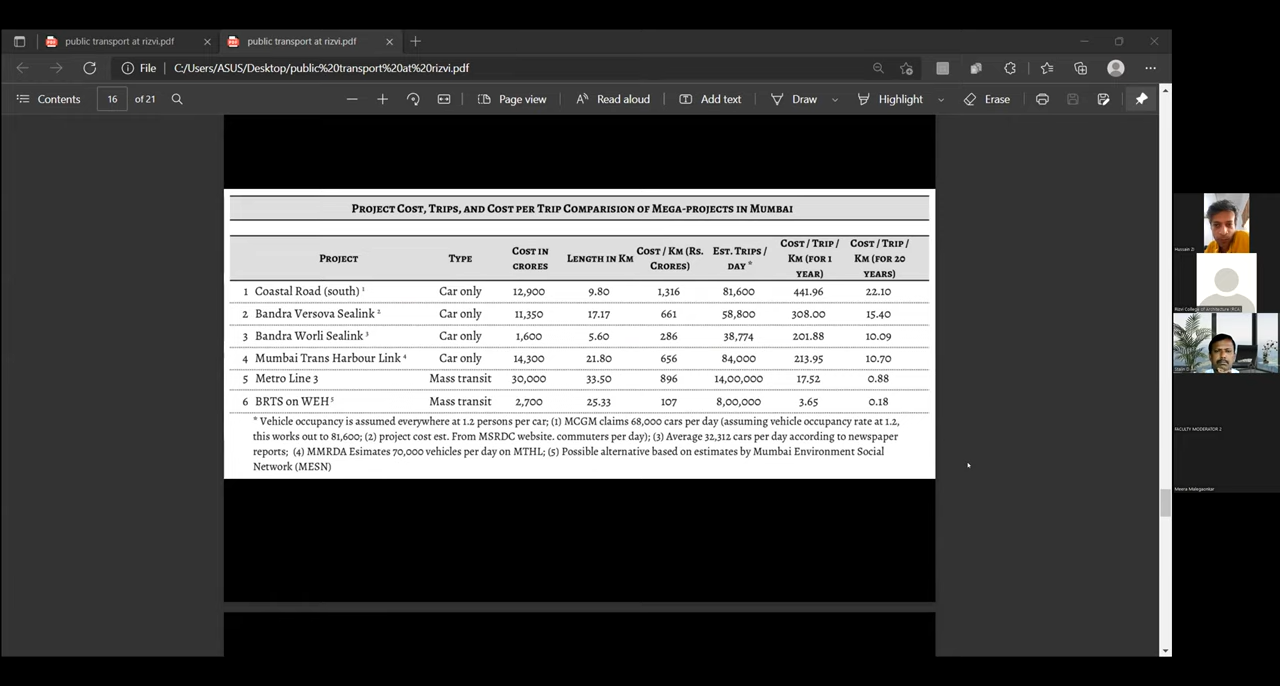 public transport at rizvi.pdf
public transport at rizvi.pdf
File C:/Users/ASUS/Desktop/public%20transport%20at%20rizvi.pdf
Contents 16 of 21 Page view Read aloud Add text Draw Highlight Erase
PROJECT COST, TRIPS, AND COST PER TRIP COMPARISION OF MEGA-PROJECTS IN MUMBAI
PROJECT TYPE COST IN CRORES LENGTH IN KM COST / KM (RS. CRORES) EST. TRIPS / DAY * COST / TRIP / KM (FOR 1 YEAR) COST / TRIP / KM (FOR 20 YEARS)
1 Coastal Road (south) 1 Car only 12,900 9.80 1,316 81,600 441.96 22.10
2 Bandra Versova Sealink 2 Car only 11,350 17.17 661 58,800 308.00 15.40
3 Bandra Worli Sealink 3 Car only 1,600 5.60 286 38,774 201.88 10.09
4 Mumbai Trans Harbour Link 4 Car only 14,300 21.80 656 84,000 213.95 10.70
5 Metro Line 3 Mass transit 30,000 33.50 896 14,00,000 17.52 0.88
6 BRTS on WEH 5 Mass transit 2,700 25.33 107 8,00,000 3.65 0.18
* Vehicle occupancy is assumed everywhere at 1.2 persons per car; (1) MCGM claims 68,000 cars per day (assuming vehicle occupancy rate at 1.2,
this works out to 81,600; (2) project cost est. From MSRDC website. commuters per day); (3) Average 32,312 cars per day according to newspaper
reports; (4) MMRDA Esimates 70,000 vehicles per day on MTHL; (5) Possible alternative based on estimates by Mumbai Environment Social
Network (MESN)
Hussain D
Rizvi College of Architecture (RCA)
Stalin D
FACULTY MODERATOR 2
Meera Malegaonkar